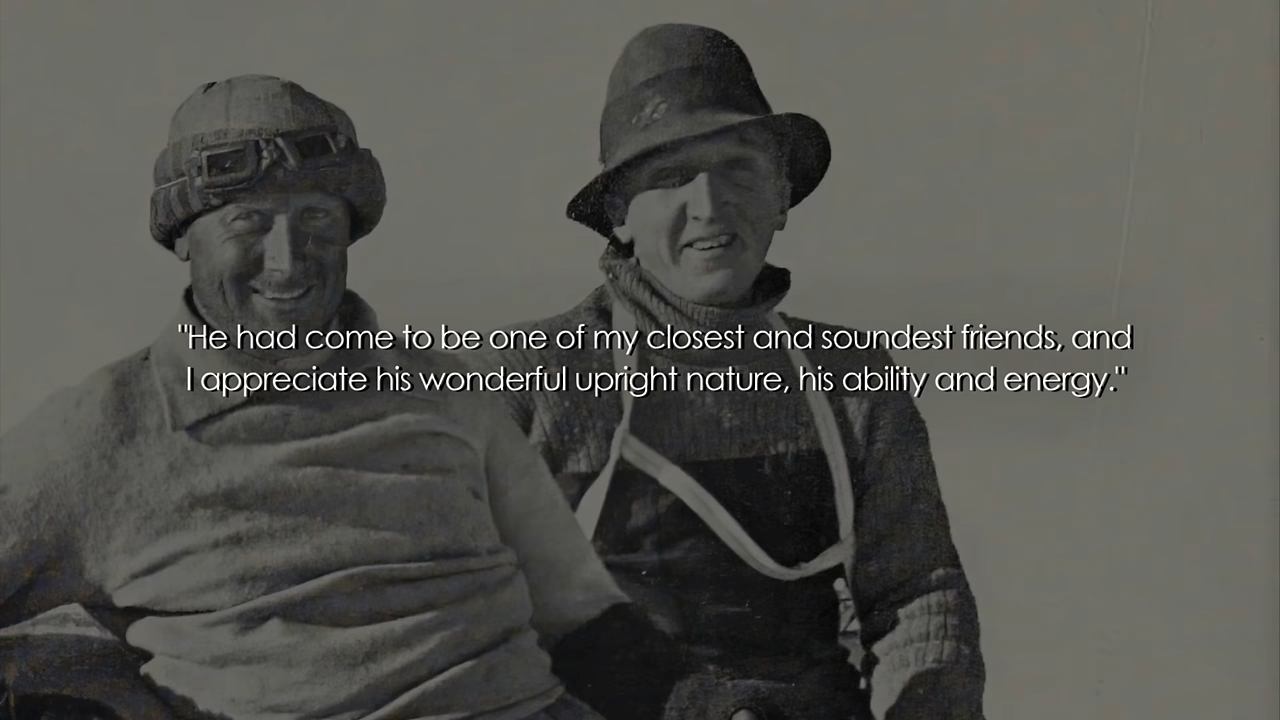 "He had come to be one of my closest and soundest friends, and
I appreciate his wonderful upright nature, his ability and energy."